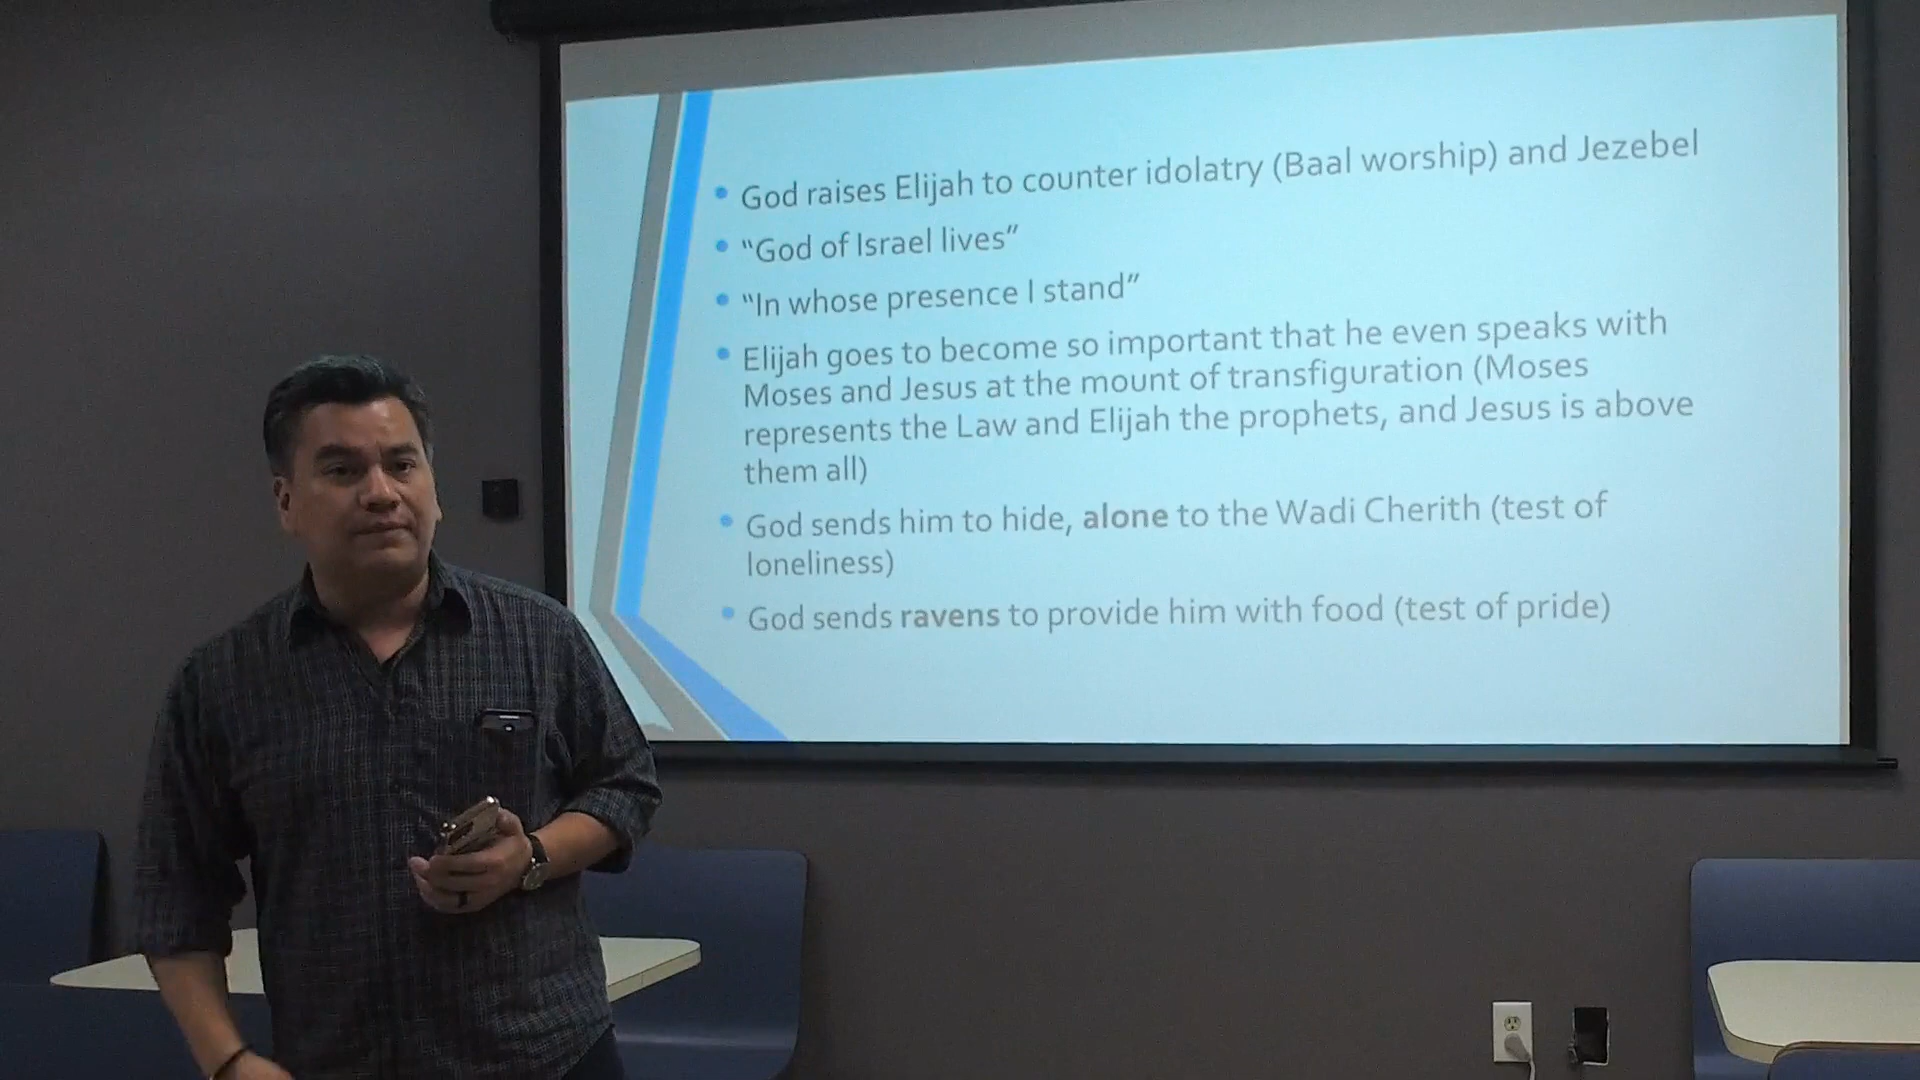 • God raises Elijah to counter idolatry (Baal worship) and Jezebel
• “God of Israel lives”
• “In whose presence I stand”
• Elijah goes to become so important that he even speaks with
Moses and Jesus at the mount of transfiguration (Moses
represents the Law and Elijah the prophets, and Jesus is above
them all)
• God sends him to hide, alone to the Wadi Cherith (test of
loneliness)
• God sends ravens to provide him with food (test of pride)